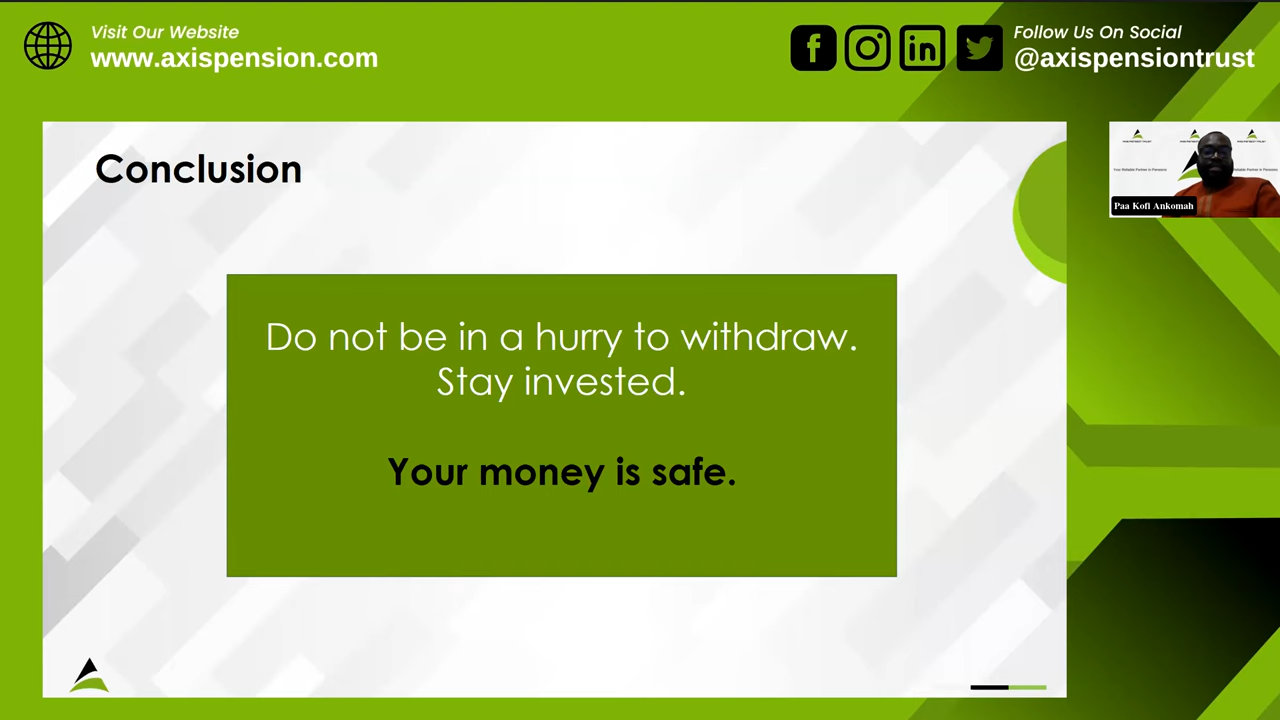 Visit Our Website
www.axispension.com
Follow Us On Social
@axispensiontrust
Conclusion
Do not be in a hurry to withdraw.
Stay invested.
Your money is safe.
Paa Kofi Ankomah